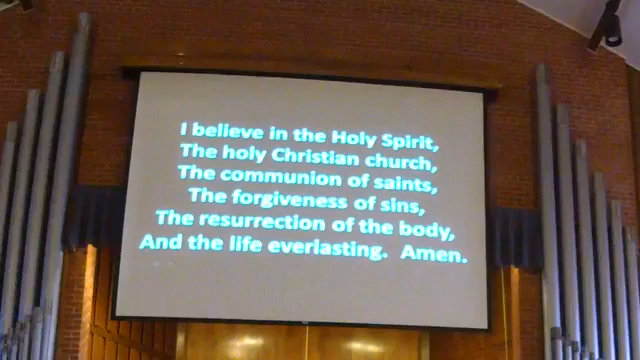 I believe in the Holy Spirit,
The holy Christian church,
The communion of saints,
The forgiveness of sins,
The resurrection of the body,
And the life everlasting.  Amen.